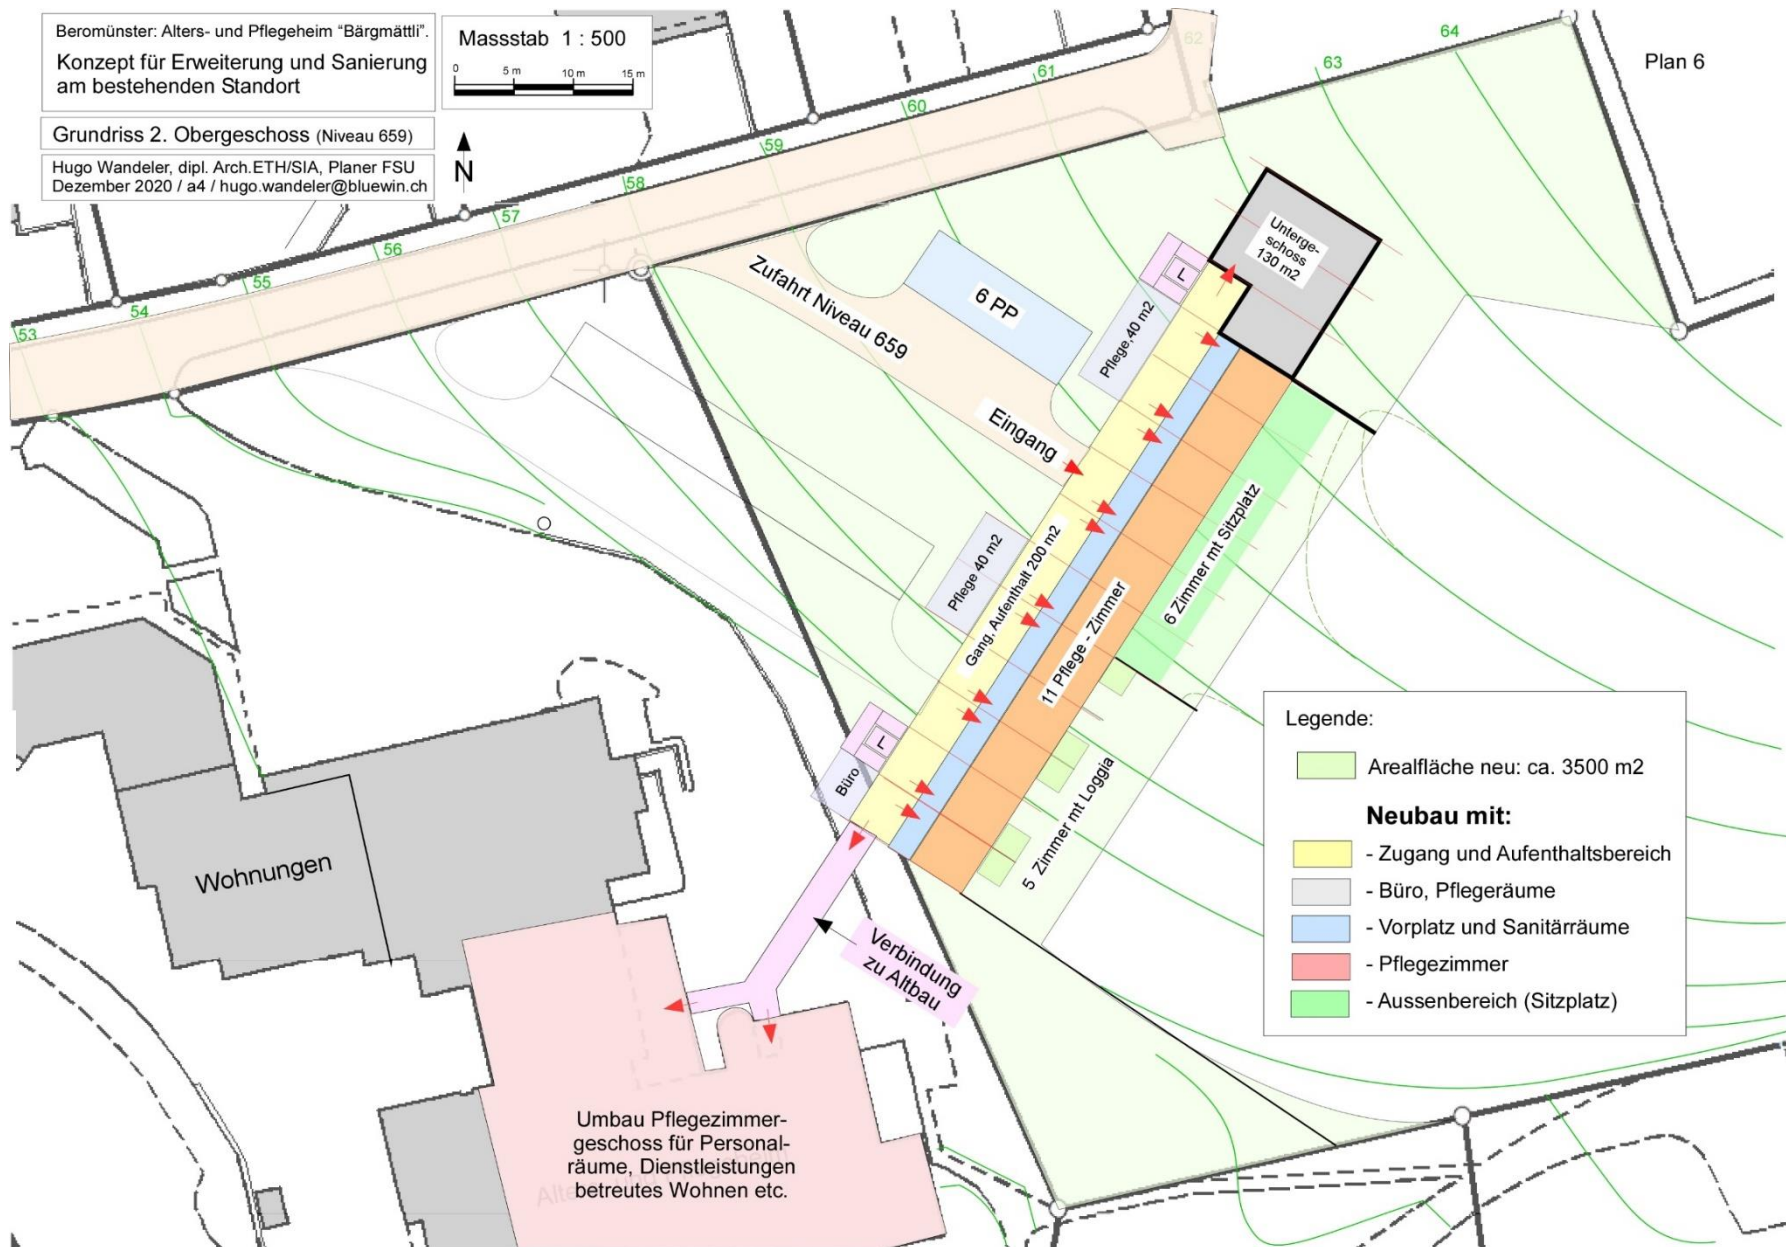 Beromünster: Alters- und Pflegeheim "Bärgmättli".
Konzept für Erweiterung und Sanierung
am bestehenden Standort
Grundriss 2. Obergeschoss (Niveau 659)
Hugo Wandeler, dipl. Arch.ETH/SIA, Planer FSU
Dezember 2020 / a4 / hugo.wandeler@bluewin.ch
Massstab 1 : 500
0 5 m 10 m 15 m
N
Plan 6
53
54
55
56
57
58
59
60
61
62
63
64
Zufahrt Niveau 659
6 PP
Eingang
L
Pflege,40 m2
Unterge-
schoss
130 m2
Pflege 40 m2
Gang, Aufenthalt 200 m2
11 Pflege - Zimmer
6 Zimmer mt Sitzplatz
5 Zimmer mt Loggia
L
Büro
Verbindung
zu Altbau
Wohnungen
Umbau Pflegezimmer-
geschoss für Personal-
räume, Dienstleistungen
betreutes Wohnen etc.
Legende:
Arealfläche neu: ca. 3500 m2
Neubau mit:
- Zugang und Aufenthaltsbereich
- Büro, Pflegeräume
- Vorplatz und Sanitärräume
- Pflegezimmer
- Aussenbereich (Sitzplatz)